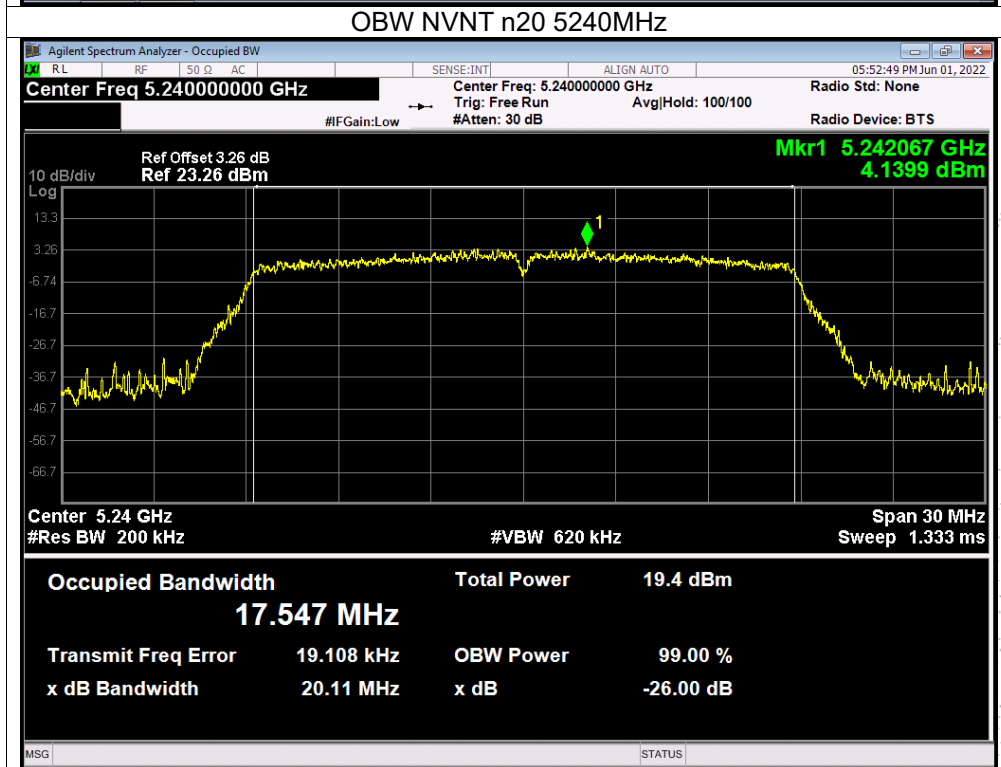 OBW NVNT n20 5240MHz
Agilent Spectrum Analyzer - Occupied BW
LXI RL RF 50 Ω AC SENSE:INT ALIGN AUTO 05:52:49 PM Jun 01, 2022
Center Freq 5.240000000 GHz Center Freq: 5.240000000 GHz Radio Std: None
Trig: Free Run Avg|Hold: 100/100
#IFGain:Low #Atten: 30 dB Radio Device: BTS
Mkr1 5.242067 GHz
4.1399 dBm
Ref Offset 3.26 dB
10 dB/div Ref 23.26 dBm
Log
13.3
1
3.26
-6.74
-16.7
-26.7
-36.7
-46.7
-56.7
-66.7
Center 5.24 GHz Span 30 MHz
#Res BW 200 kHz #VBW 620 kHz Sweep 1.333 ms
Occupied Bandwidth Total Power 19.4 dBm
17.547 MHz
Transmit Freq Error 19.108 kHz OBW Power 99.00 %
x dB Bandwidth 20.11 MHz x dB -26.00 dB
MSG STATUS